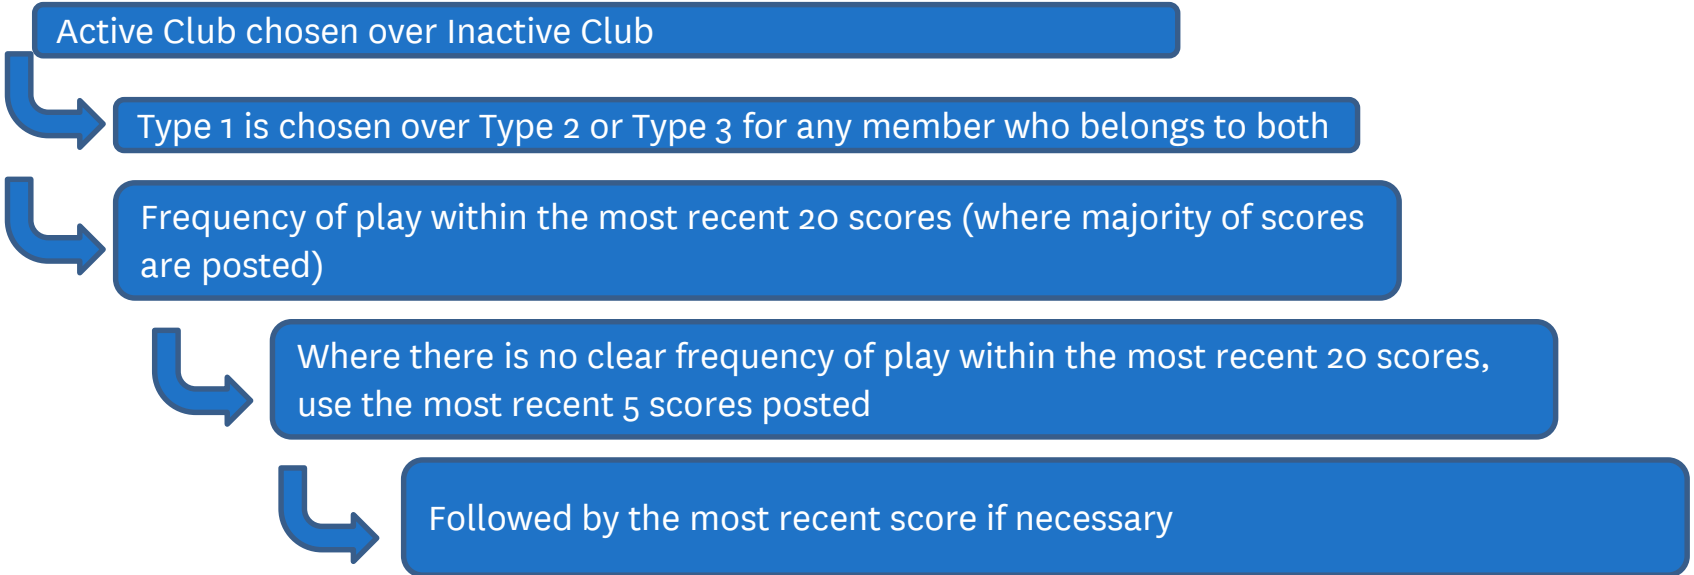 Active Club chosen over Inactive Club
Type 1 is chosen over Type 2 or Type 3 for any member who belongs to both
Frequency of play within the most recent 20 scores (where majority of scores
are posted)
Where there is no clear frequency of play within the most recent 20 scores,
use the most recent 5 scores posted
Followed by the most recent score if necessary